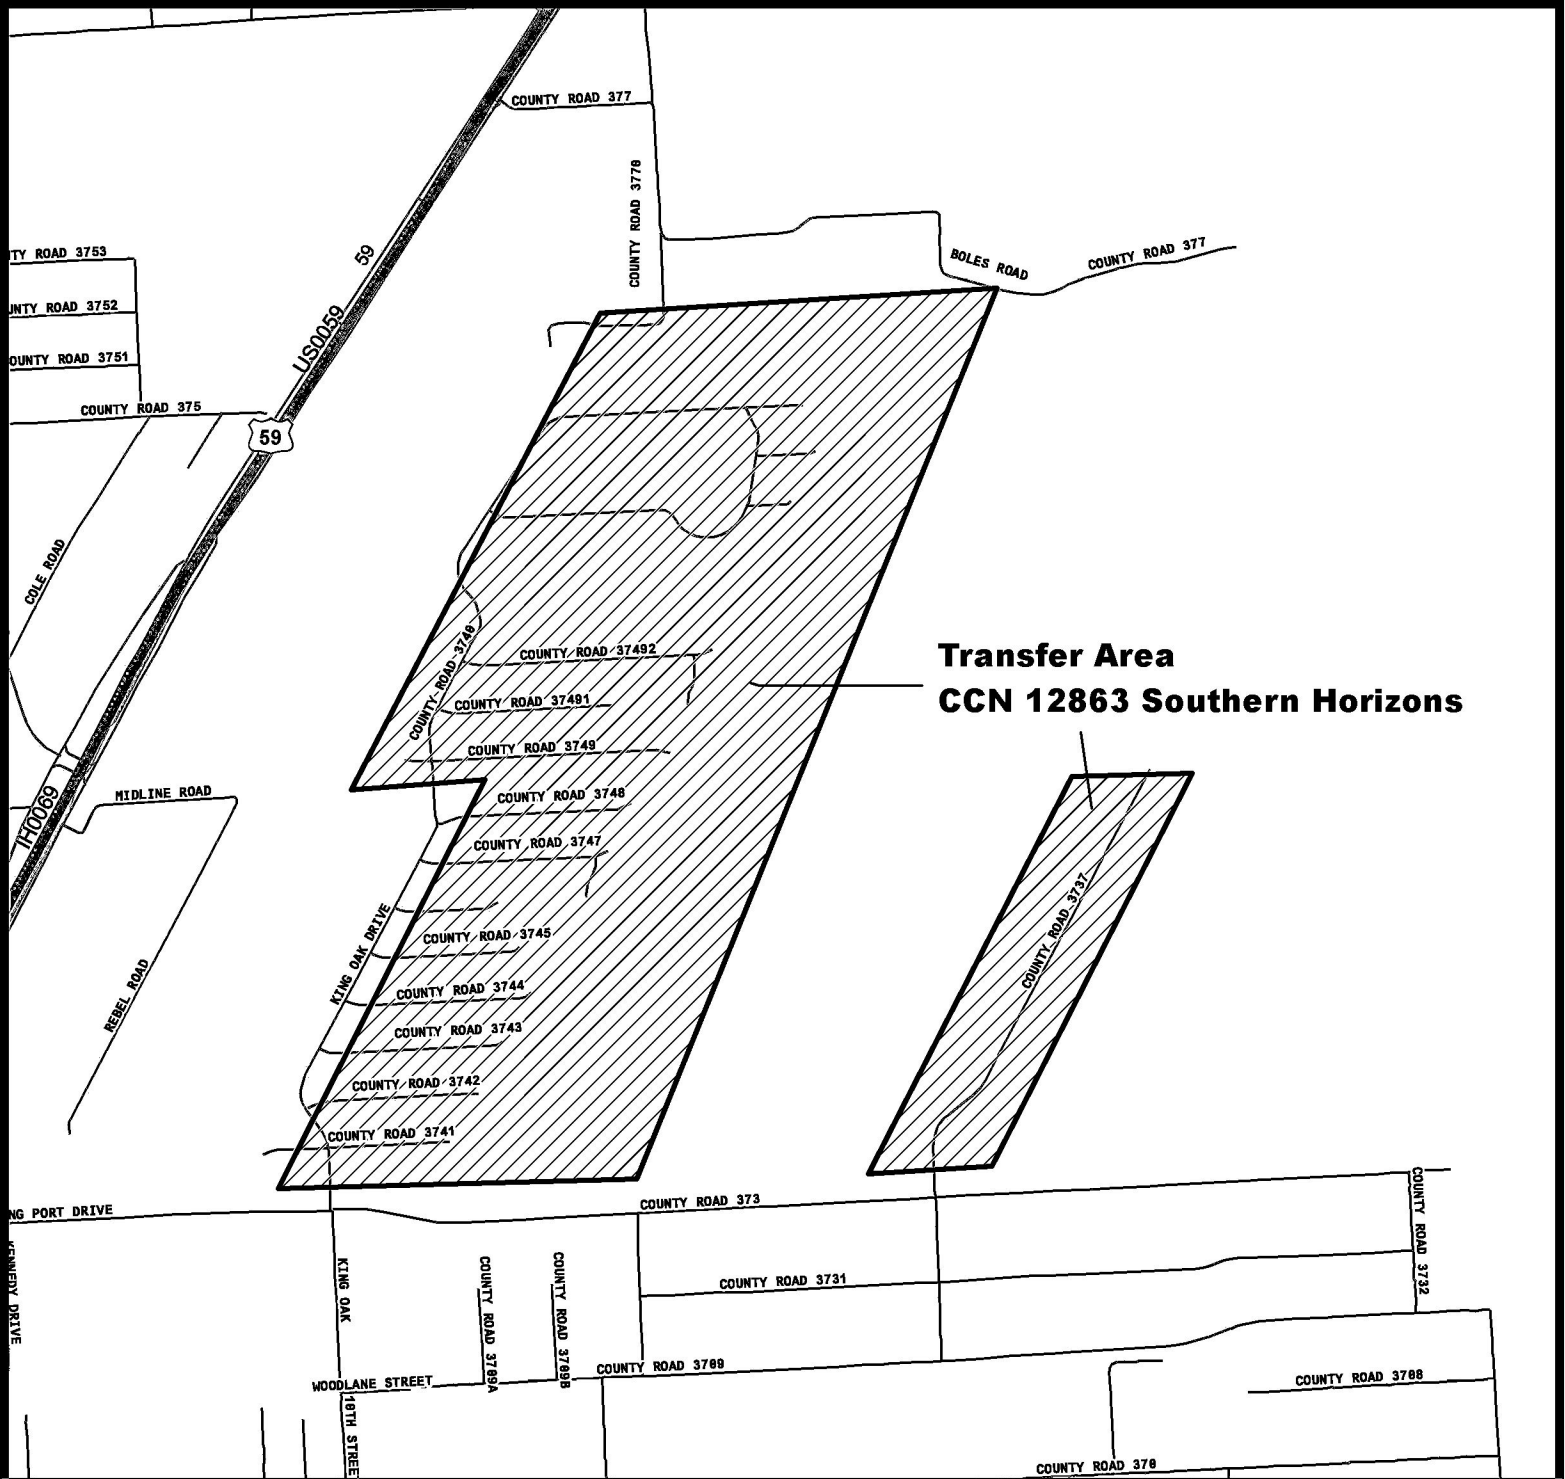 COUNTY ROAD 377
COUNTY ROAD 3770
59
BOLES ROAD
COUNTY ROAD 377
TY ROAD 3753
NTY ROAD 3752
OUNTY ROAD 3751
US0059
COUNTY ROAD 375
59
COLE ROAD
COUNTY ROAD 3740
COUNTY ROAD 37492
Transfer Area
CCN 12863 Southern Horizons
COUNTY ROAD 37491
COUNTY ROAD 3749
IH0069
MIDLINE ROAD
COUNTY ROAD 3748
COUNTY ROAD 3747
KING OAK DRIVE
COUNTY ROAD 3745
COUNTY ROAD 3737
REBEL ROAD
COUNTY ROAD 3744
COUNTY ROAD 3743
COUNTY ROAD 3742
COUNTY ROAD 3741
NG PORT DRIVE
COUNTY ROAD 373
KENNEDY DRIVE
KING OAK
COUNTY ROAD 3709A
COUNTY ROAD 3709B
COUNTY ROAD 3731
COUNTY ROAD 3732
WOODLANE STREET
COUNTY ROAD 3709
10TH STREE
COUNTY ROAD 3708
COUNTY ROAD 370